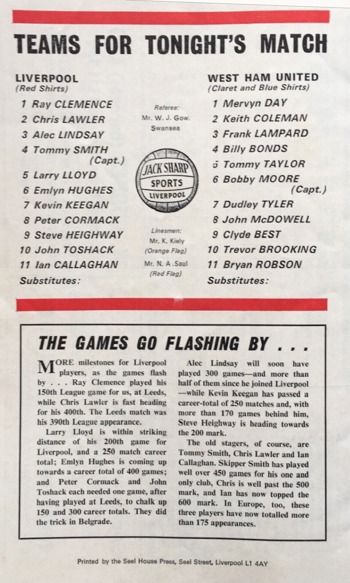 TEAMS FOR TONIGHT'S MATCH
LIVERPOOL
(Red Shirts)
1 Ray CLEMENCE
2 Chris LAWLER
3 Alec LINDSAY
4 Tommy SMITH
(Capt.)
5 Larry LLOYD
6 Emlyn HUGHES
7 Kevin KEEGAN
8 Peter CORMACK
9 Steve HEIGHWAY
10 John TOSHACK
11 Ian CALLAGHAN
Substitutes:
Referee:
Mr. W. J. Gow.
Swansea
JACK SHARP
SPORTS
LIVERPOOL
Linesmen:
Mr. K. Kiely
(Orange Flag)
Mr. N. A. Saul
(Red Flag)
WEST HAM UNITED
(Claret and Blue Shirts)
1 Mervyn DAY
2 Keith COLEMAN
3 Frank LAMPARD
4 Billy BONDS
5 Tommy TAYLOR
6 Bobby MOORE
(Capt.)
7 Dudley TYLER
8 John McDOWELL
9 Clyde BEST
10 Trevor BROOKING
11 Bryan ROBSON
Substitutes:
THE GAMES GO FLASHING BY . . .
MORE milestones for Liverpool
players, as the games flash
by . . . Ray Clemence played his
150th League game for us, at Leeds,
while Chris Lawler is fast heading
for his 400th. The Leeds match was
his 390th League appearance.
Larry Lloyd is within striking
distance of his 200th game for
Liverpool, and a 250 match career
total; Emlyn Hughes is coming up
towards a career total of 400 games;
and Peter Cormack and John
Toshack each needed one game, after
having played at Leeds, to chalk up
150 and 300 career totals. They did
the trick in Belgrade.
Alec Lindsay will soon have
played 300 games—and more than
half of them since he joined Liverpool
—while Kevin Keegan has passed a
career-total of 250 matches and, with
more than 170 games behind him,
Steve Heighway is heading towards
the 200 mark.
The old stagers, of course, are
Tommy Smith, Chris Lawler and Ian
Callaghan. Skipper Smith has played
well over 450 games for his one and
only club, Chris is well past the 500
mark, and Ian has now topped the
600 mark. In Europe, too, these
three players have now totalled more
than 175 appearances.
Printed by the Seel House Press, Seel Street, Liverpool L1 4AY